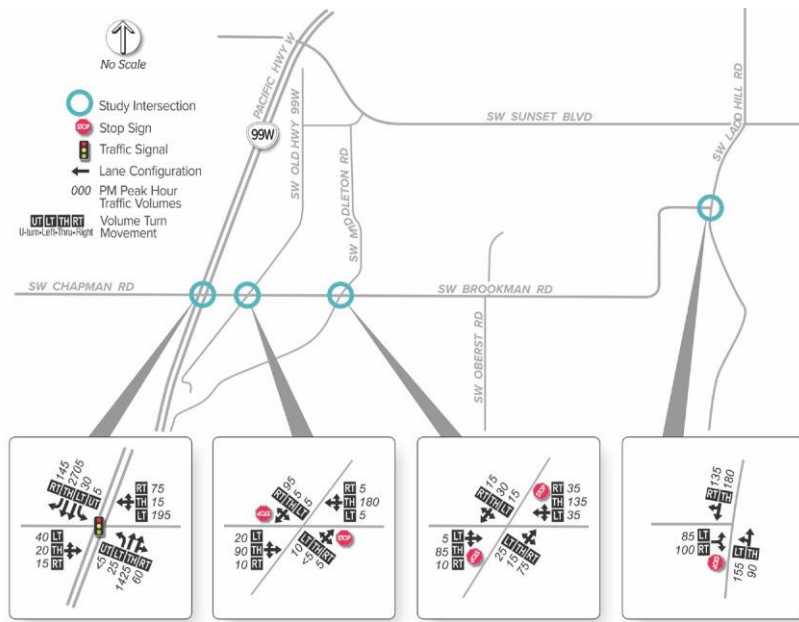 No Scale
Study Intersection
STOP Stop Sign
Traffic Signal
Lane Configuration
000 PM Peak Hour
Traffic Volumes
UT LT TH RT Volume Turn
U-turn•Left•Thru•Right Movement
PACIFIC HWY W
99W
SW OLD HWY 99W
SW MIDDLETON RD
SW SUNSET BLVD
SW LADD HILL RD
SW CHAPMAN RD
SW BROOKMAN RD
SW OBERST RD
145 2705 30 5
RT TH LT UT
RT 75
TH 15
LT 195
40 LT
20 TH
15 RT
UT LT TH RT
<5 25 1425 60
95 5 5
RT TH LT
STOP
RT 5
TH 180
LT 5
20 LT
90 TH
10 RT
STOP
LT TH RT
10 <5 5
15 30 15
RT TH LT
STOP
RT 35
TH 135
LT 35
5 LT
85 TH
10 RT
STOP
LT TH RT
25 15 75
135 180
RT TH
85 LT
100 RT
STOP
LT TH
155 90